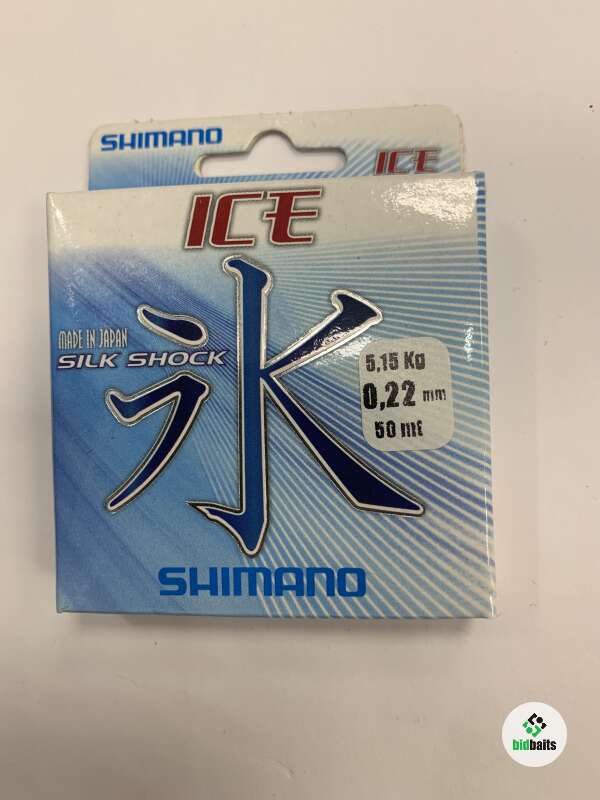 SHIMANO
ICE
ICE
MADE IN JAPAN
SILK SHOCK
氷
5,15 Kg
0,22 mm
50 mt
SHIMANO
bidbaits